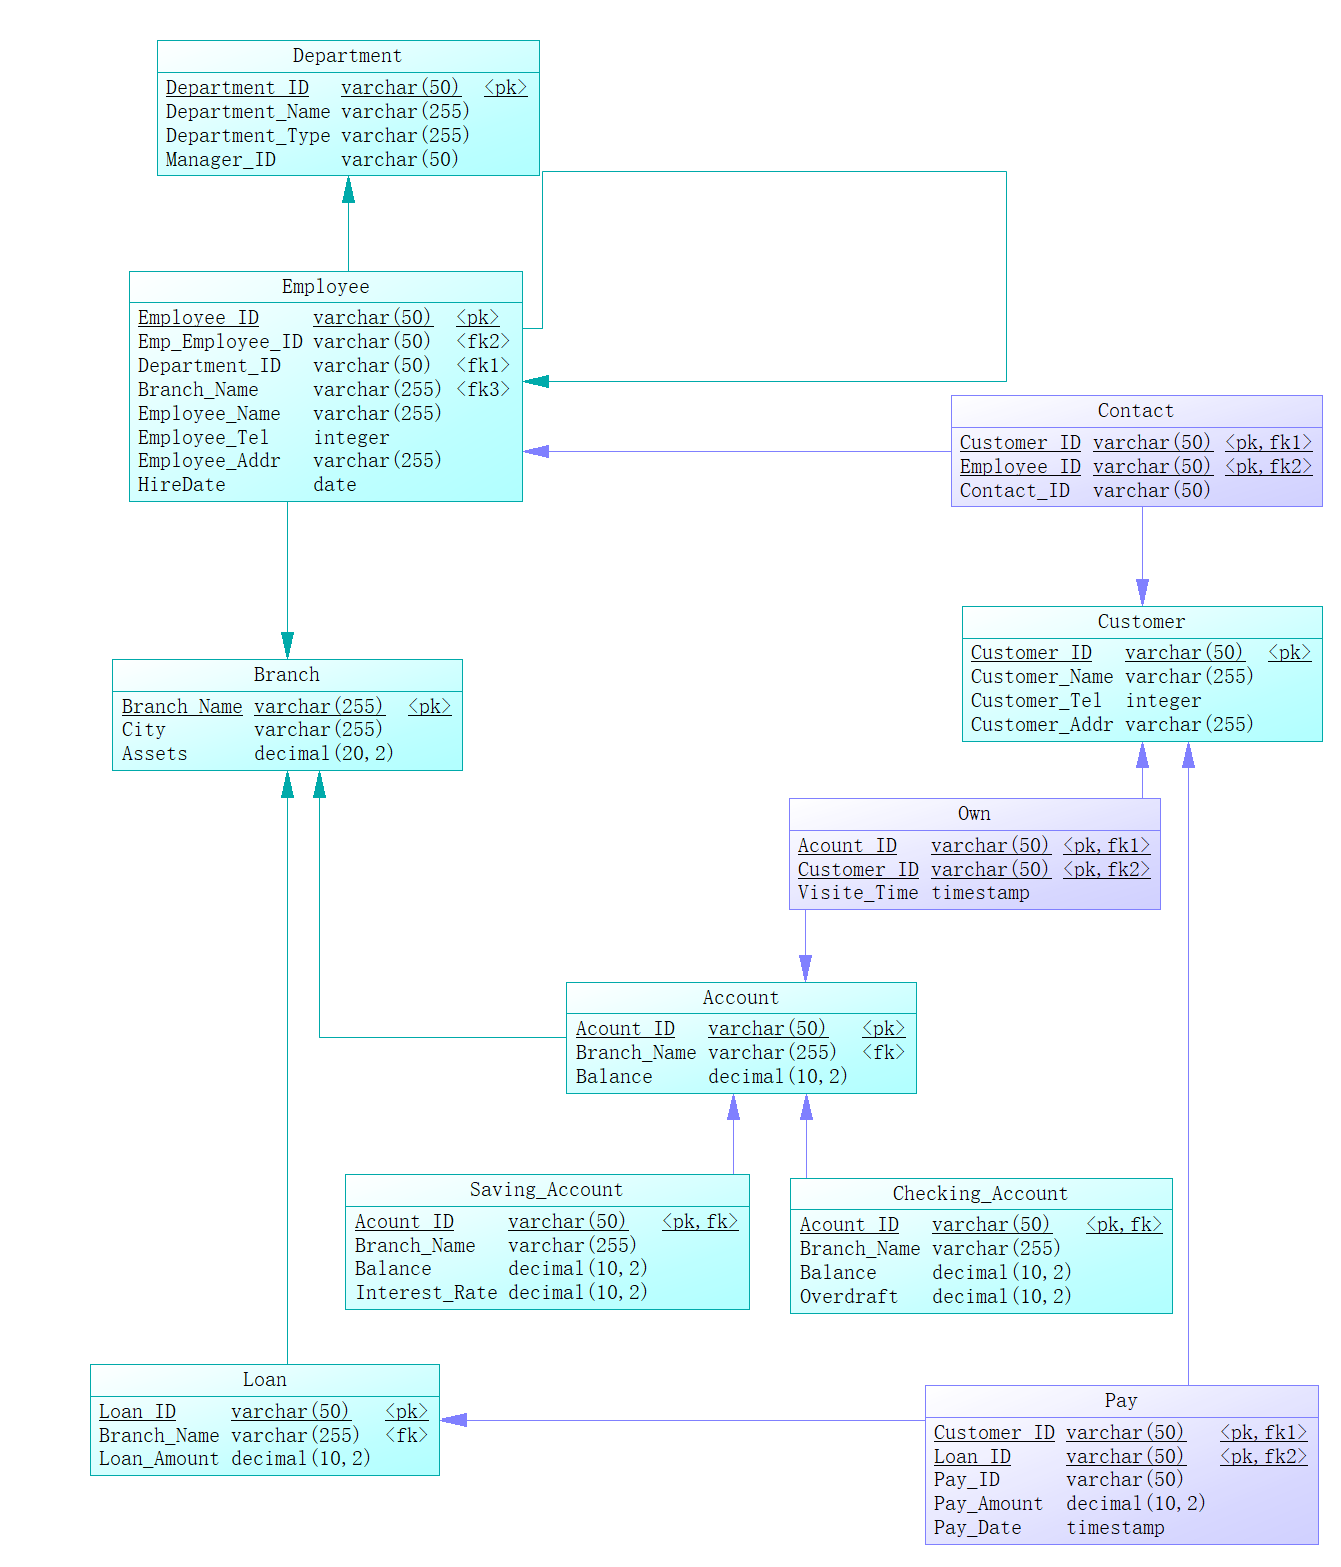 Department
Department_ID varchar(50) <pk>
Department_Name varchar(255)
Department_Type varchar(255)
Manager_ID varchar(50)
Employee
Employee_ID varchar(50) <pk>
Emp_Employee_ID varchar(50) <fk2>
Department_ID varchar(50) <fk1>
Branch_Name varchar(255) <fk3>
Employee_Name varchar(255)
Employee_Tel integer
Employee_Addr varchar(255)
HireDate date
Contact
Customer_ID varchar(50) <pk,fk1>
Employee_ID varchar(50) <pk,fk2>
Contact_ID varchar(50)
Customer
Customer_ID varchar(50) <pk>
Customer_Name varchar(255)
Customer_Tel integer
Customer_Addr varchar(255)
Branch
Branch_Name varchar(255) <pk>
City varchar(255)
Assets decimal(20,2)
Own
Acount_ID varchar(50) <pk,fk1>
Customer_ID varchar(50) <pk,fk2>
Visite_Time timestamp
Account
Acount_ID varchar(50) <pk>
Branch_Name varchar(255) <fk>
Balance decimal(10,2)
Saving_Account
Acount_ID varchar(50) <pk,fk>
Branch_Name varchar(255)
Balance decimal(10,2)
Interest_Rate decimal(10,2)
Checking_Account
Acount_ID varchar(50) <pk,fk>
Branch_Name varchar(255)
Balance decimal(10,2)
Overdraft decimal(10,2)
Loan
Loan_ID varchar(50) <pk>
Branch_Name varchar(255) <fk>
Loan_Amount decimal(10,2)
Pay
Customer_ID varchar(50) <pk,fk1>
Loan_ID varchar(50) <pk,fk2>
Pay_ID varchar(50)
Pay_Amount decimal(10,2)
Pay_Date timestamp